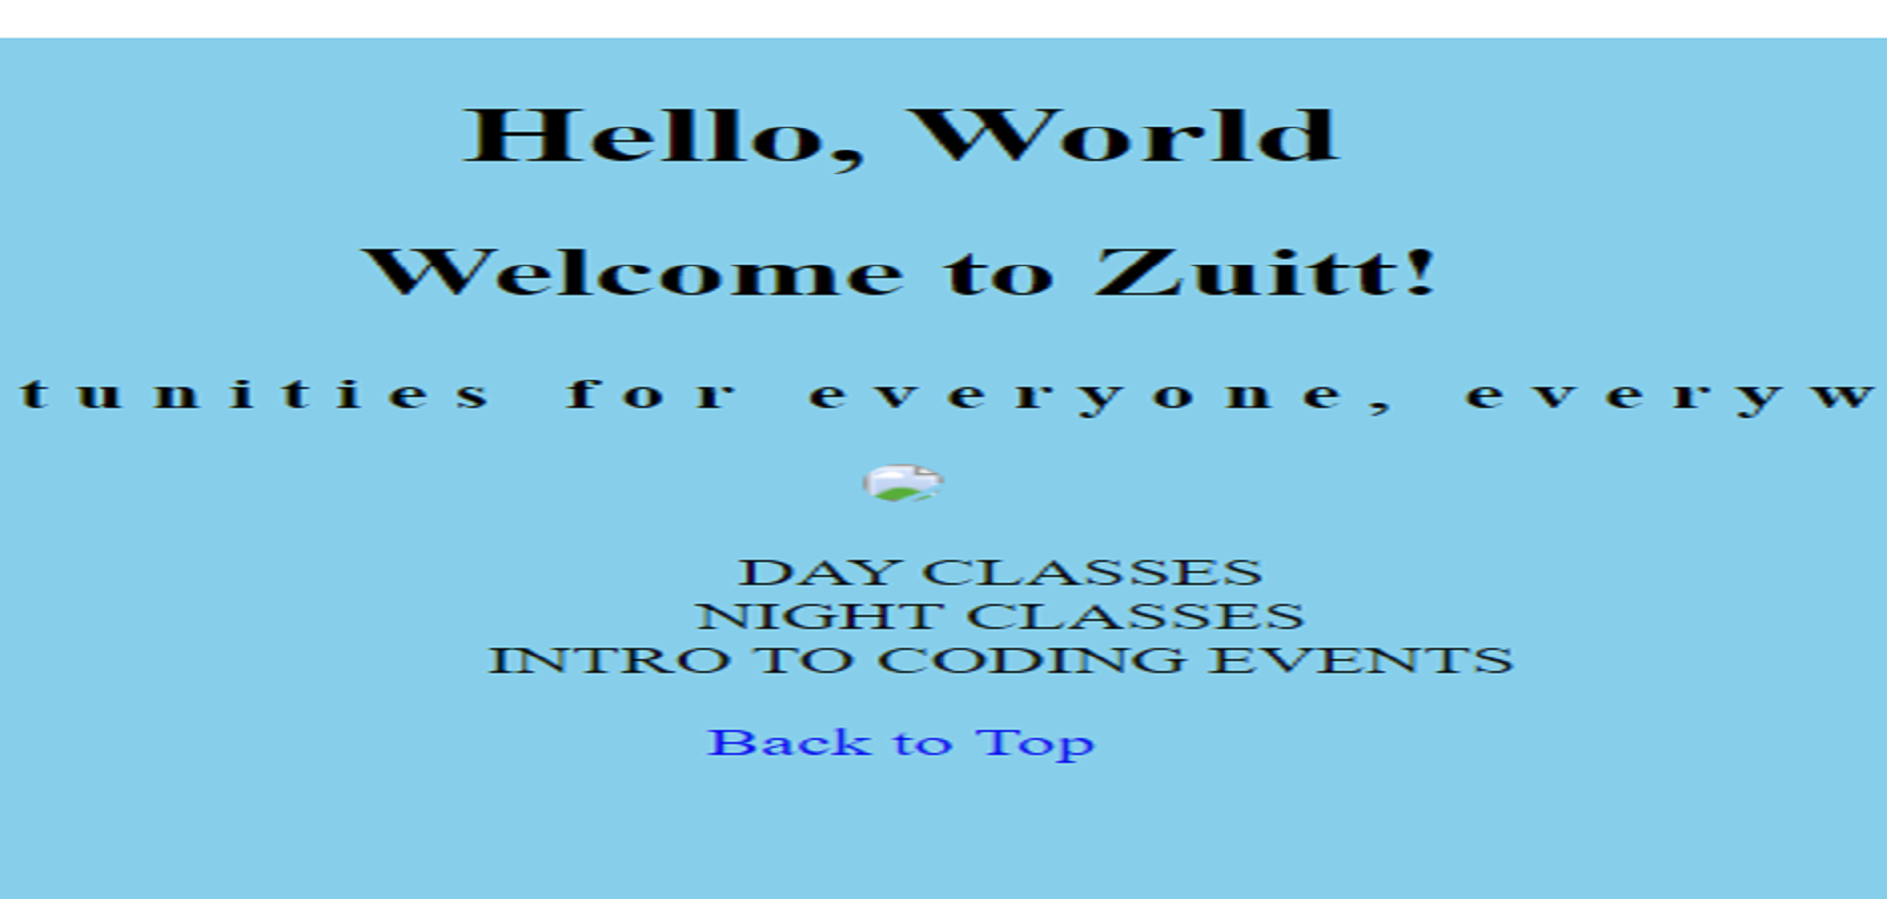 Hello, World
Welcome to Zuitt!
tunities for everyone, everyw
DAY CLASSES
NIGHT CLASSES
INTRO TO CODING EVENTS
Back to Top